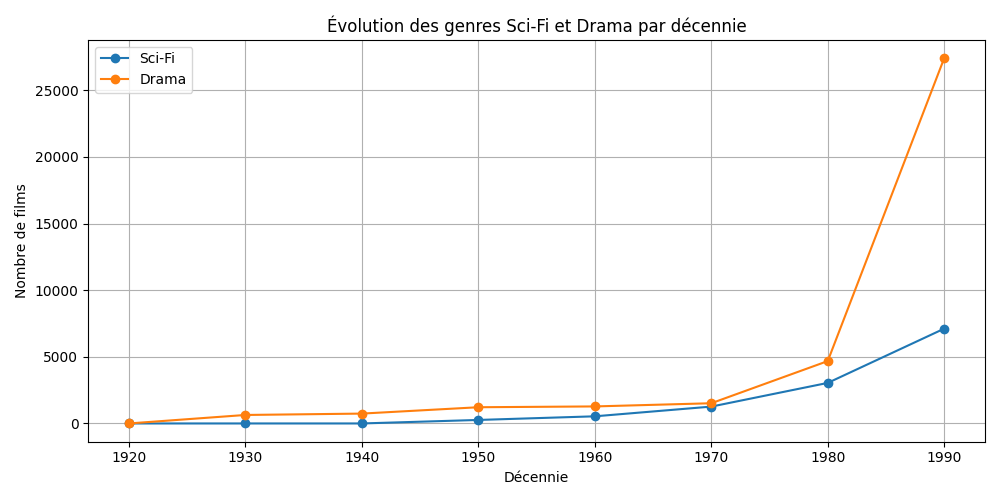 Évolution des genres Sci-Fi et Drama par décennie
Sci-Fi
Drama
Nombre de films
25000
20000
15000
10000
5000
0
1920 1930 1940 1950 1960 1970 1980 1990
Décennie